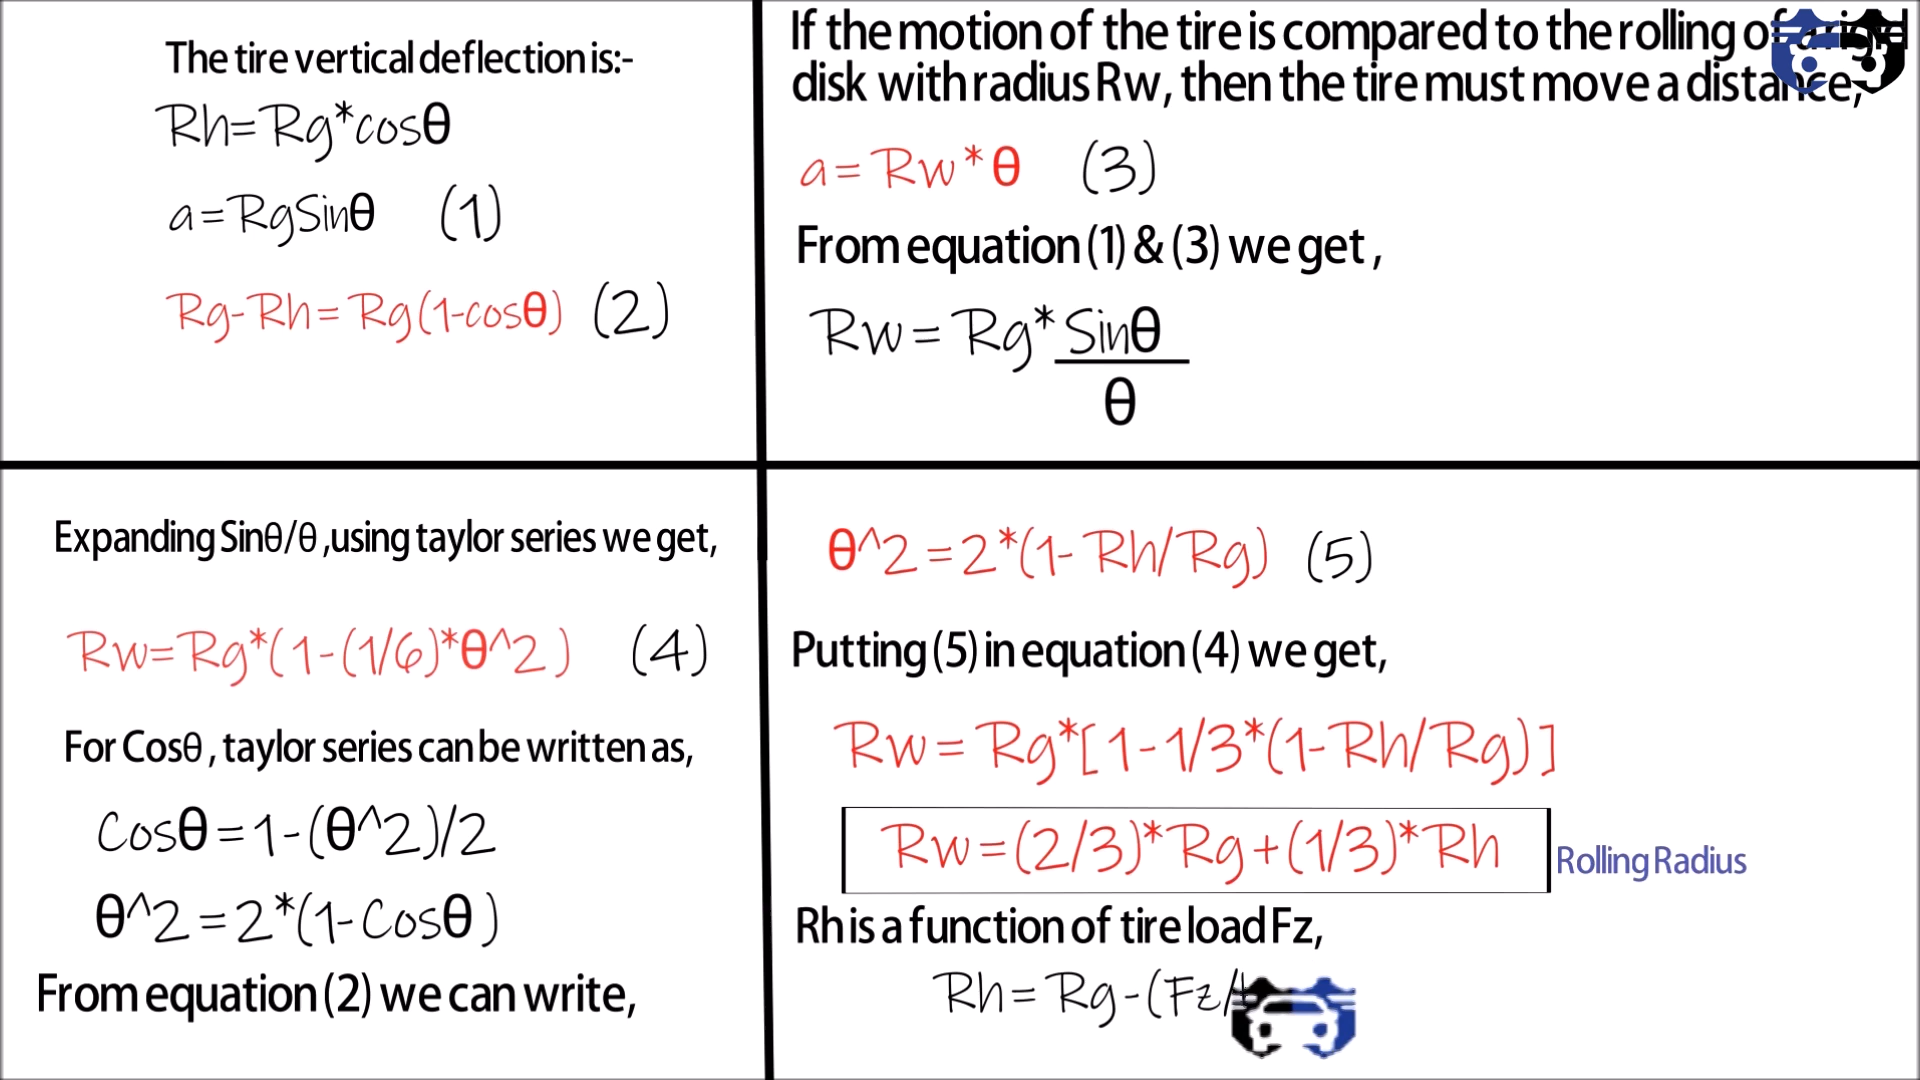 The tire vertical deflection is:-
Rh=Rg*cosθ
a=RgSinθ (1)
Rg-Rh=Rg(1-cosθ) (2)
If the motion of the tire is compared to the rolling of a rigid
disk with radius Rw, then the tire must move a distance,
a=Rw*θ (3)
From equation (1) & (3) we get ,
Rw=Rg*Sinθ
θ
Expanding Sinθ/θ ,using taylor series we get,
Rw=Rg*(1-(1/6)*θ^2) (4)
For Cosθ , taylor series can be written as,
Cosθ=1-(θ^2)/2
θ^2=2*(1-Cosθ)
From equation (2) we can write,
θ^2=2*(1-Rh/Rg) (5)
Putting (5) in equation (4) we get,
Rw=Rg*[1-1/3*(1-Rh/Rg)]
Rw=(2/3)*Rg+(1/3)*Rh
Rolling Radius
Rh is a function of tire load Fz,
Rh=Rg-(Fz/